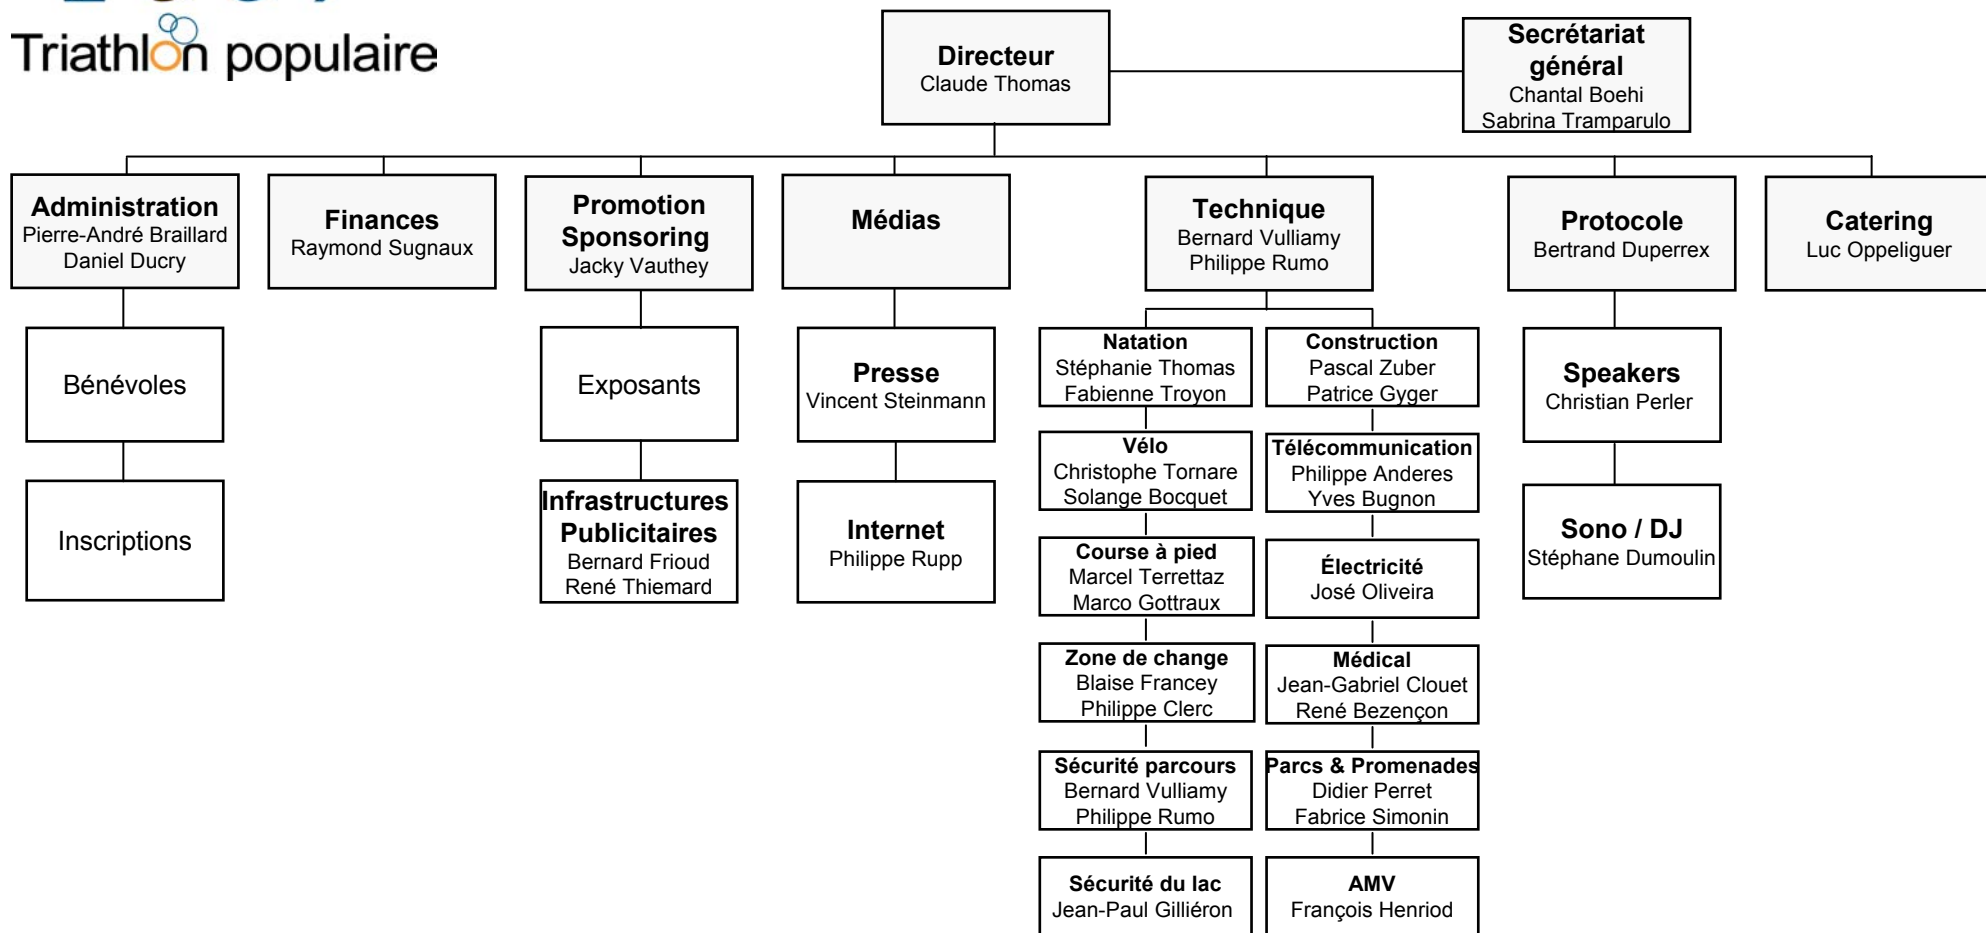 Triathlon populaire
Directeur
Claude Thomas
Secrétariat
général
Chantal Boehi
Sabrina Tramparulo
Administration
Pierre-André Braillard
Daniel Ducry
Finances
Raymond Sugnaux
Promotion
Sponsoring
Jacky Vauthey
Médias
Technique
Bernard Vulliamy
Philippe Rumo
Protocole
Bertrand Duperrex
Catering
Luc Oppeliguer
Bénévoles
Inscriptions
Exposants
Infrastructures
Publicitaires
Bernard Frioud
René Thiemard
Presse
Vincent Steinmann
Internet
Philippe Rupp
Natation
Stéphanie Thomas
Fabienne Troyon
Vélo
Christophe Tornare
Solange Bocquet
Course à pied
Marcel Terrettaz
Marco Gottraux
Zone de change
Blaise Francey
Philippe Clerc
Sécurité parcours
Bernard Vulliamy
Philippe Rumo
Sécurité du lac
Jean-Paul Gilliéron
Construction
Pascal Zuber
Patrice Gyger
Télécommunication
Philippe Anderes
Yves Bugnon
Électricité
José Oliveira
Médical
Jean-Gabriel Clouet
René Bezençon
Parcs & Promenades
Didier Perret
Fabrice Simonin
AMV
François Henriod
Speakers
Christian Perler
Sono / DJ
Stéphane Dumoulin